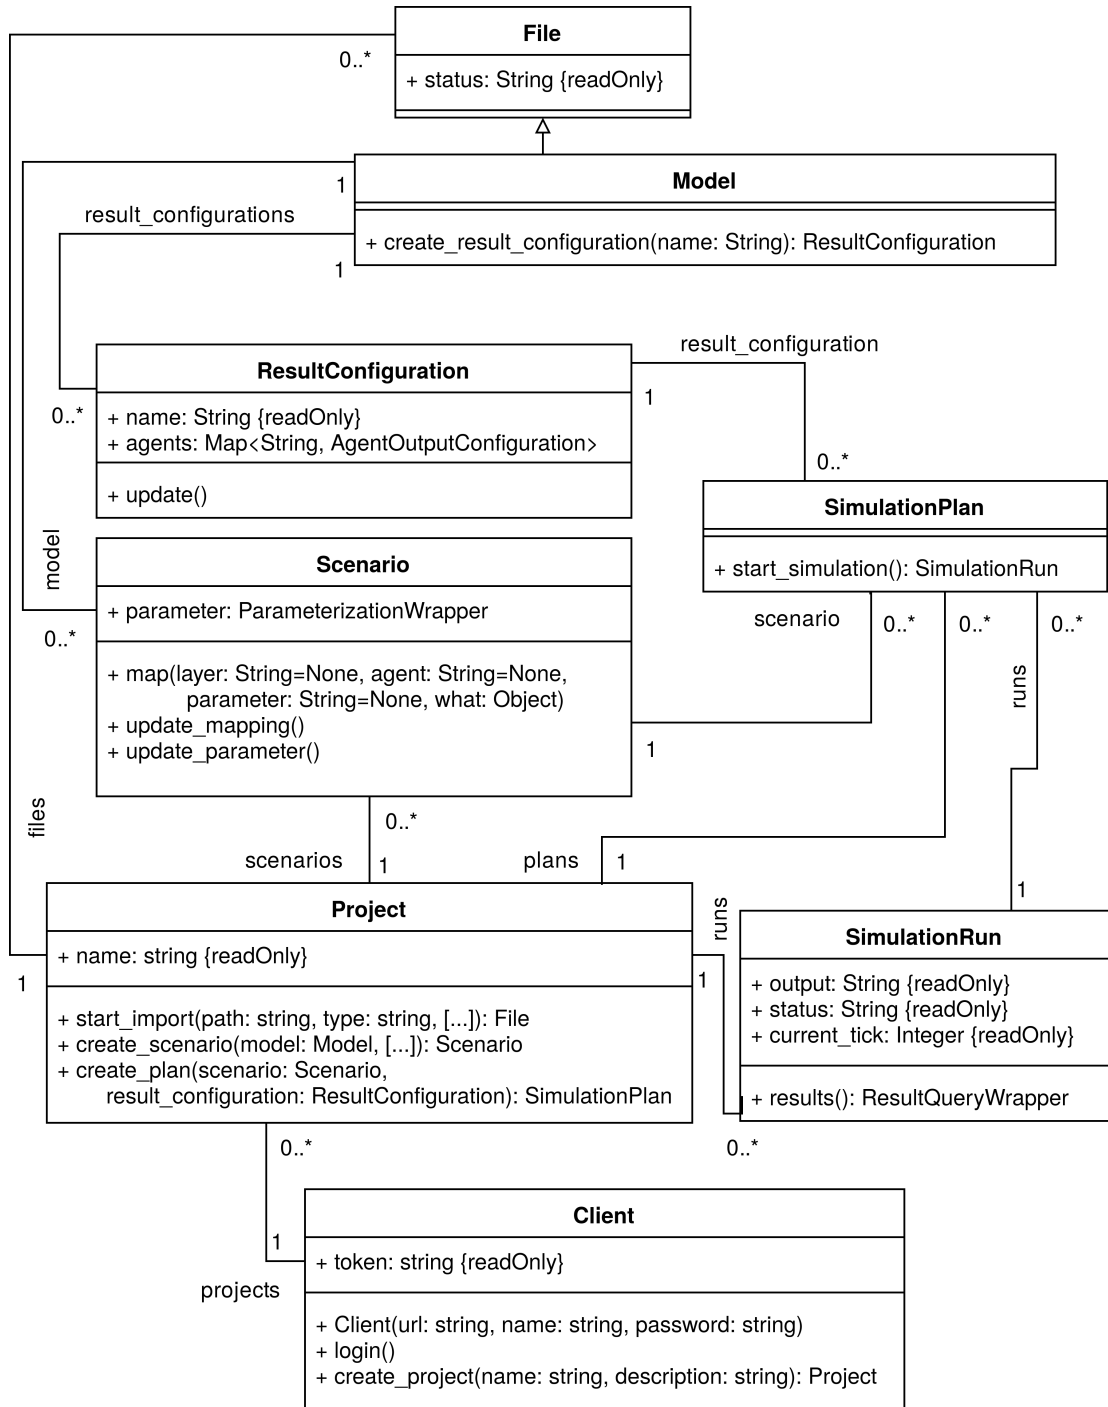 File
0..*
+ status: String {readOnly}
Model
1
result_configurations
+ create_result_configuration(name: String): ResultConfiguration
1
result_configuration
ResultConfiguration
1
0..*
+ name: String {readOnly}
+ agents: Map<String, AgentOutputConfiguration>
0..*
+ update()
SimulationPlan
model
Scenario
+ start_simulation(): SimulationRun
+ parameter: ParameterizationWrapper
scenario
0..*
0..*
0..*
0..*
runs
+ map(layer: String=None, agent: String=None,
parameter: String=None, what: Object)
+ update_mapping()
+ update_parameter()
1
files
0..*
scenarios
1
plans
1
1
Project
runs
SimulationRun
+ name: string {readOnly}
1
1
+ output: String {readOnly}
+ status: String {readOnly}
+ current_tick: Integer {readOnly}
+ start_import(path: string, type: string, [...]): File
+ create_scenario(model: Model, [...]): Scenario
+ create_plan(scenario: Scenario,
result_configuration: ResultConfiguration): SimulationPlan
+ results(): ResultQueryWrapper
0..*
0..*
Client
1
+ token: string {readOnly}
projects
+ Client(url: string, name: string, password: string)
+ login()
+ create_project(name: string, description: string): Project